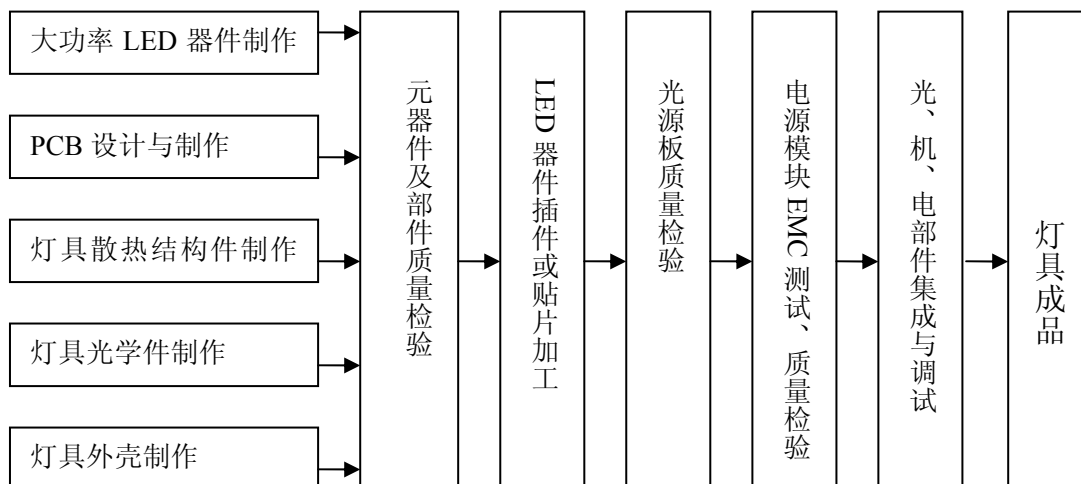 大功率 LED 器件制作
PCB 设计与制作
灯具散热结构件制作
灯具光学件制作
灯具外壳制作
元器件及部件质量检验
LED 器件插件或贴片加工
光源板质量检验
电源模块 EMC 测试、质量检验
光、机、电部件集成与调试
灯具成品